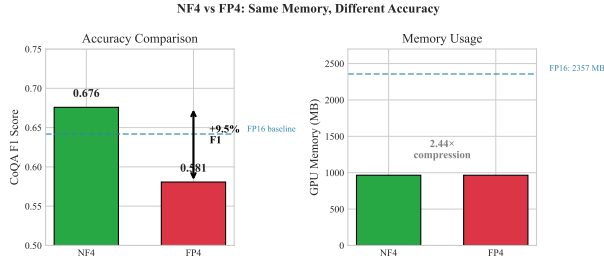 NF4 vs FP4: Same Memory, Different Accuracy
Accuracy Comparison
CoQA F1 Score
0.75
0.70
0.65
0.60
0.55
0.50
0.676
0.581
+9.5%
F1
FP16 baseline
NF4
FP4
Memory Usage
GPU Memory (MB)
2500
2000
1500
1000
500
0
FP16: 2357 MB
2.44×
compression
NF4
FP4